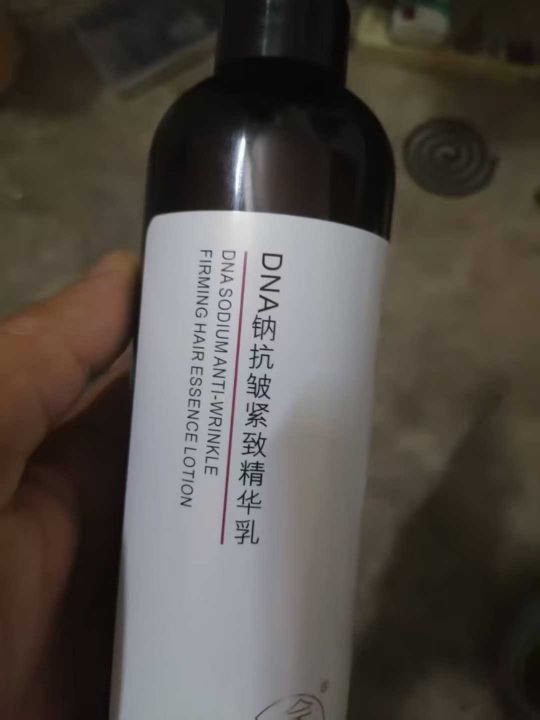 DNA钠抗皱紧致精华乳
DNA SODIUM ANTI-WRINKLE
FIRMING HAIR ESSENCE LOTION
®